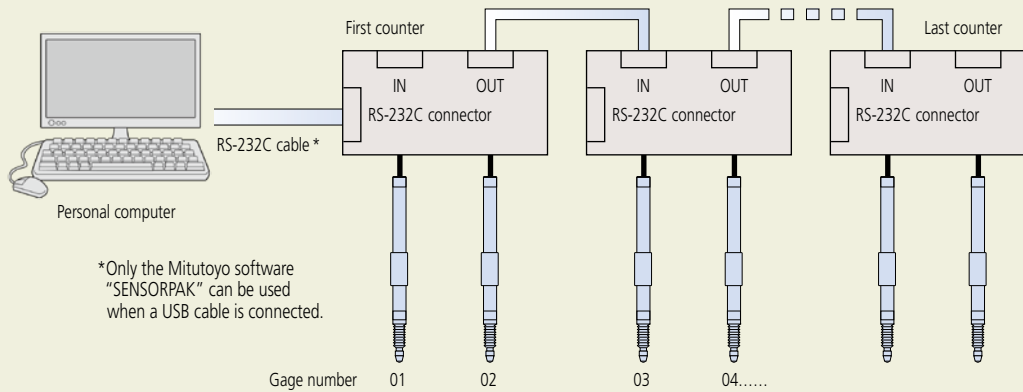 First counter
Last counter
IN
OUT
IN
OUT
IN
OUT
RS-232C connector
RS-232C connector
RS-232C connector
RS-232C cable *
Personal computer
*Only the Mitutoyo software
“SENSORPAK” can be used
when a USB cable is connected.
Gage number 01 02 03 04......